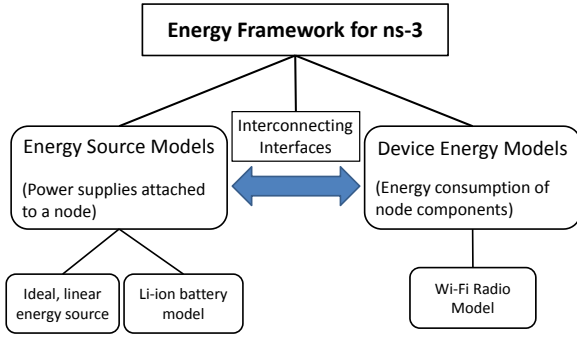 Energy Framework for ns-3
Interconnecting
Interfaces
Energy Source Models
(Power supplies attached
to a node)
Device Energy Models
(Energy consumption of
node components)
Ideal, linear
energy source
Li-ion battery
model
Wi-Fi Radio
Model